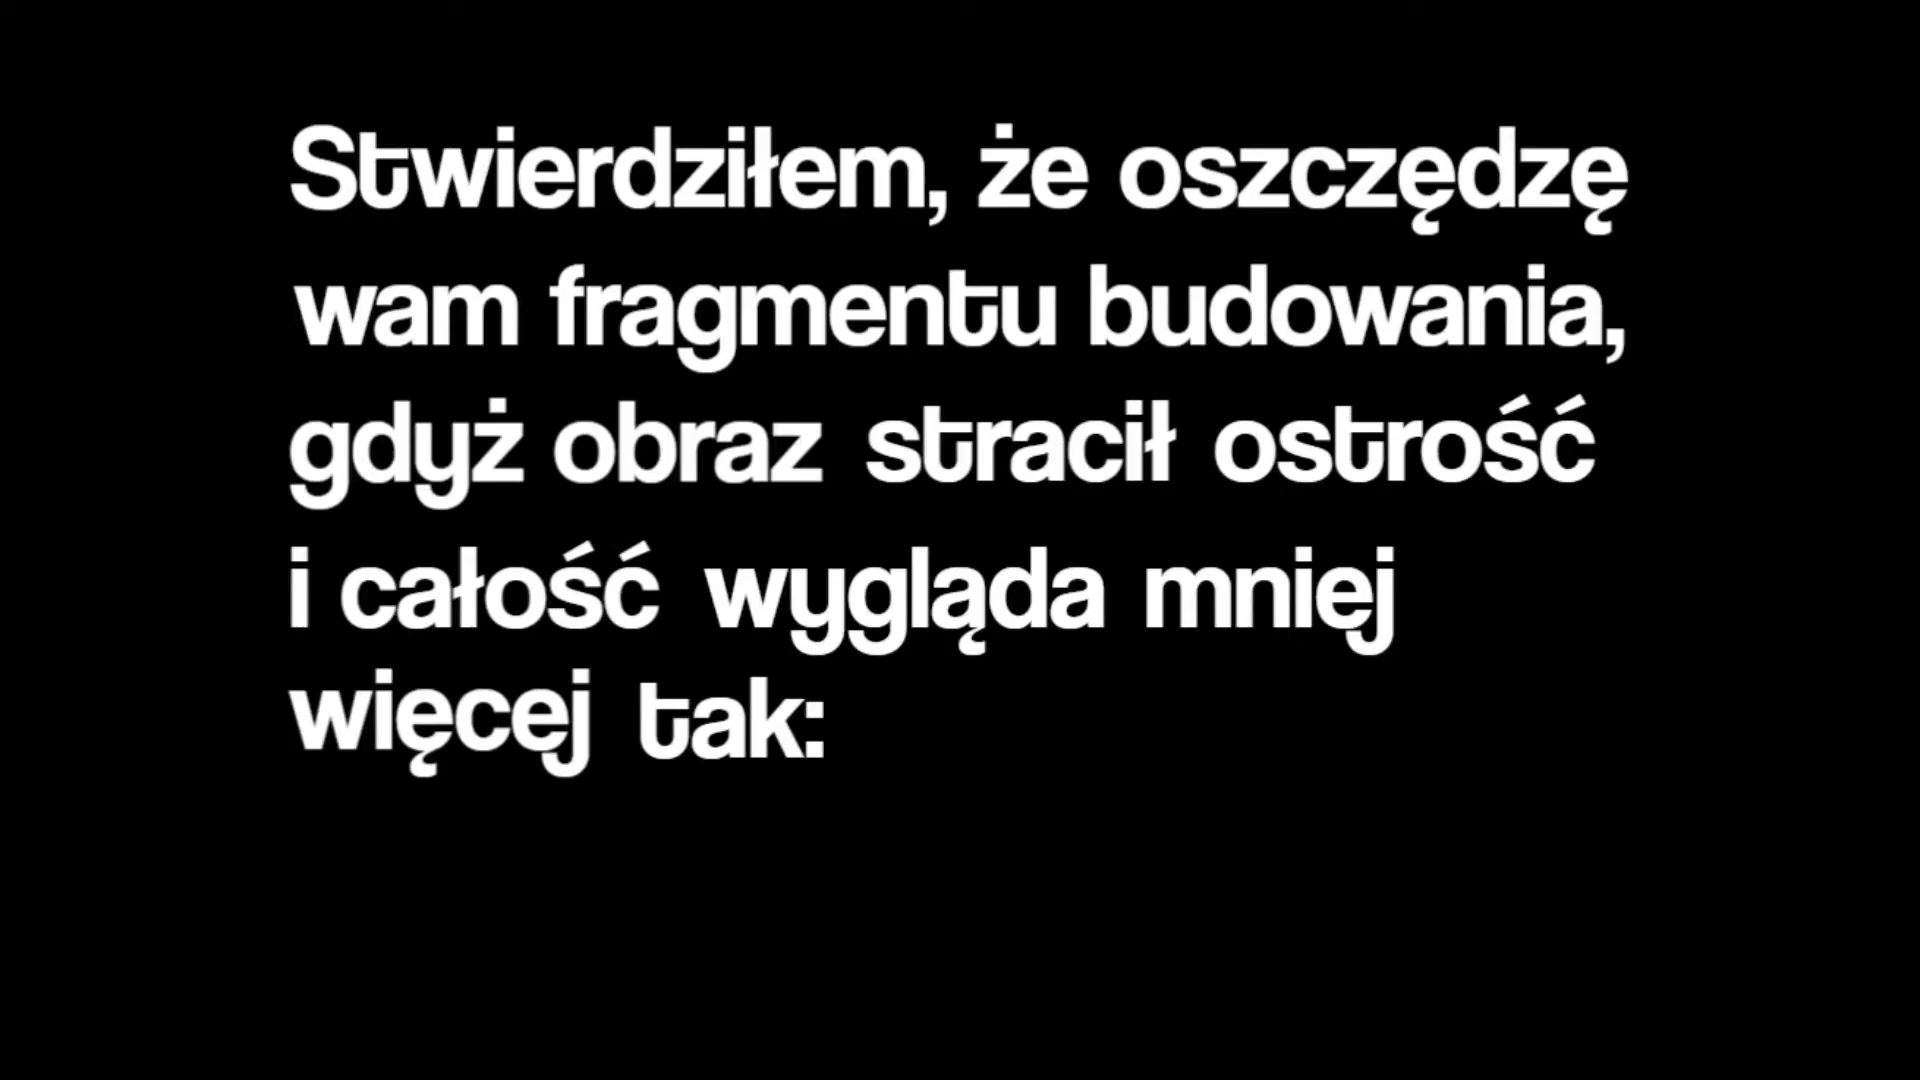 Stwierdziłem, że oszczędzę
wam fragmentu budowania,
gdyż obraz stracił ostrość
i całość wygląda mniej
więcej tak: